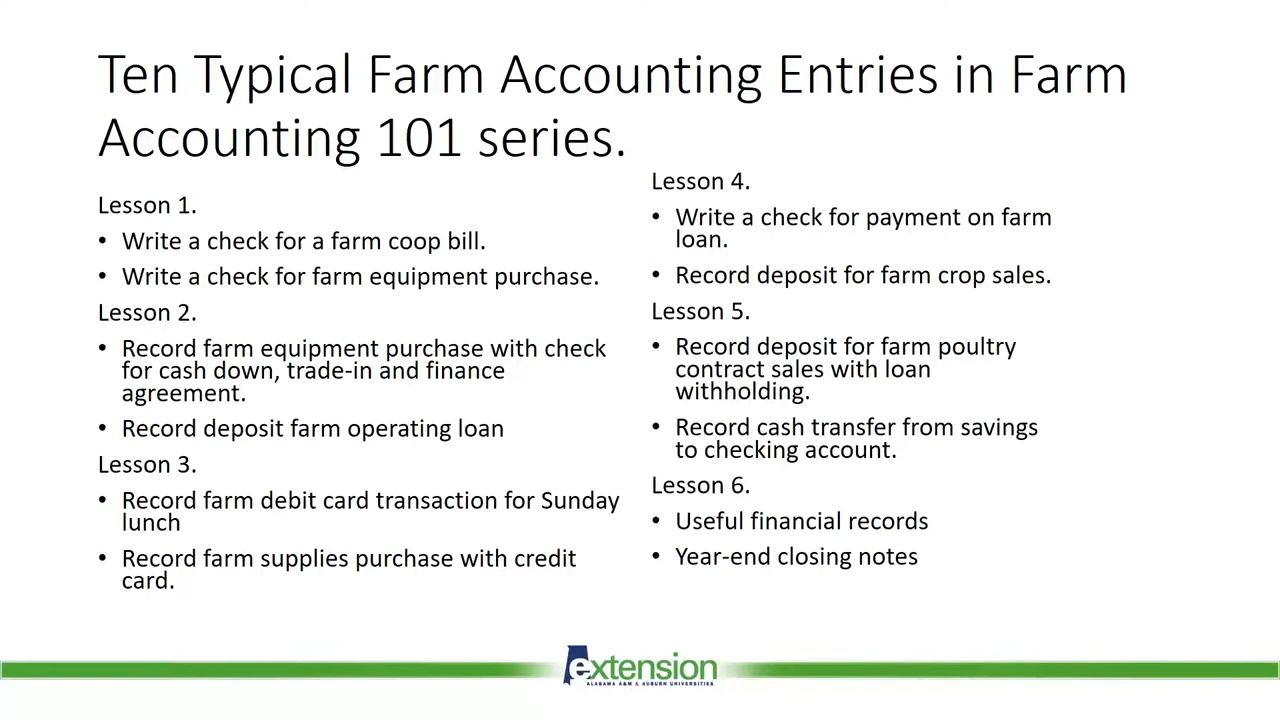 Ten Typical Farm Accounting Entries in Farm
Accounting 101 series.
Lesson 1.
• Write a check for a farm coop bill.
• Write a check for farm equipment purchase.
Lesson 2.
• Record farm equipment purchase with check
for cash down, trade-in and finance
agreement.
• Record deposit farm operating loan
Lesson 3.
• Record farm debit card transaction for Sunday
lunch
• Record farm supplies purchase with credit
card.
Lesson 4.
• Write a check for payment on farm
loan.
• Record deposit for farm crop sales.
Lesson 5.
• Record deposit for farm poultry
contract sales with loan
withholding.
• Record cash transfer from savings
to checking account.
Lesson 6.
• Useful financial records
• Year-end closing notes
extension
ALABAMA A&M & AUBURN UNIVERSITIES